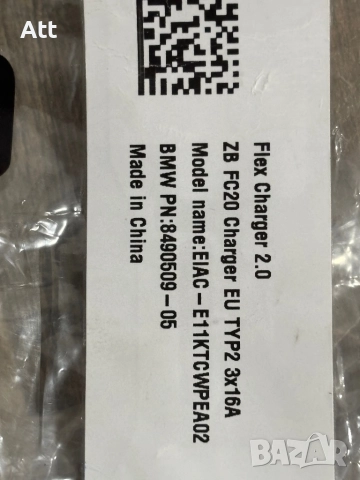 Att
Flex Charger 2.0
ZB FC20 Charger EU TYP2 3x16A
Model name:EIAC-E11KTCWPEA02
BMW PN:8490509-05
Made in China
BAZAR